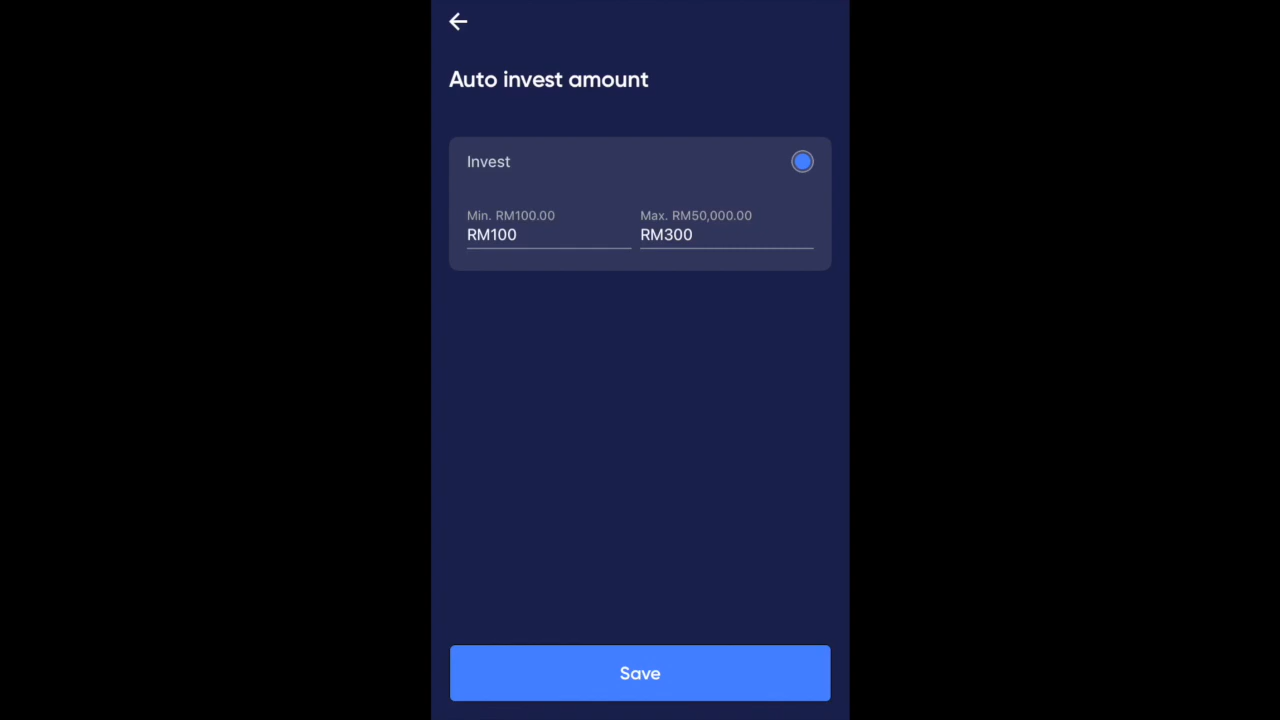 Auto invest amount
Invest
Min. RM100.00
RM100
Max. RM50,000.00
RM300
Save